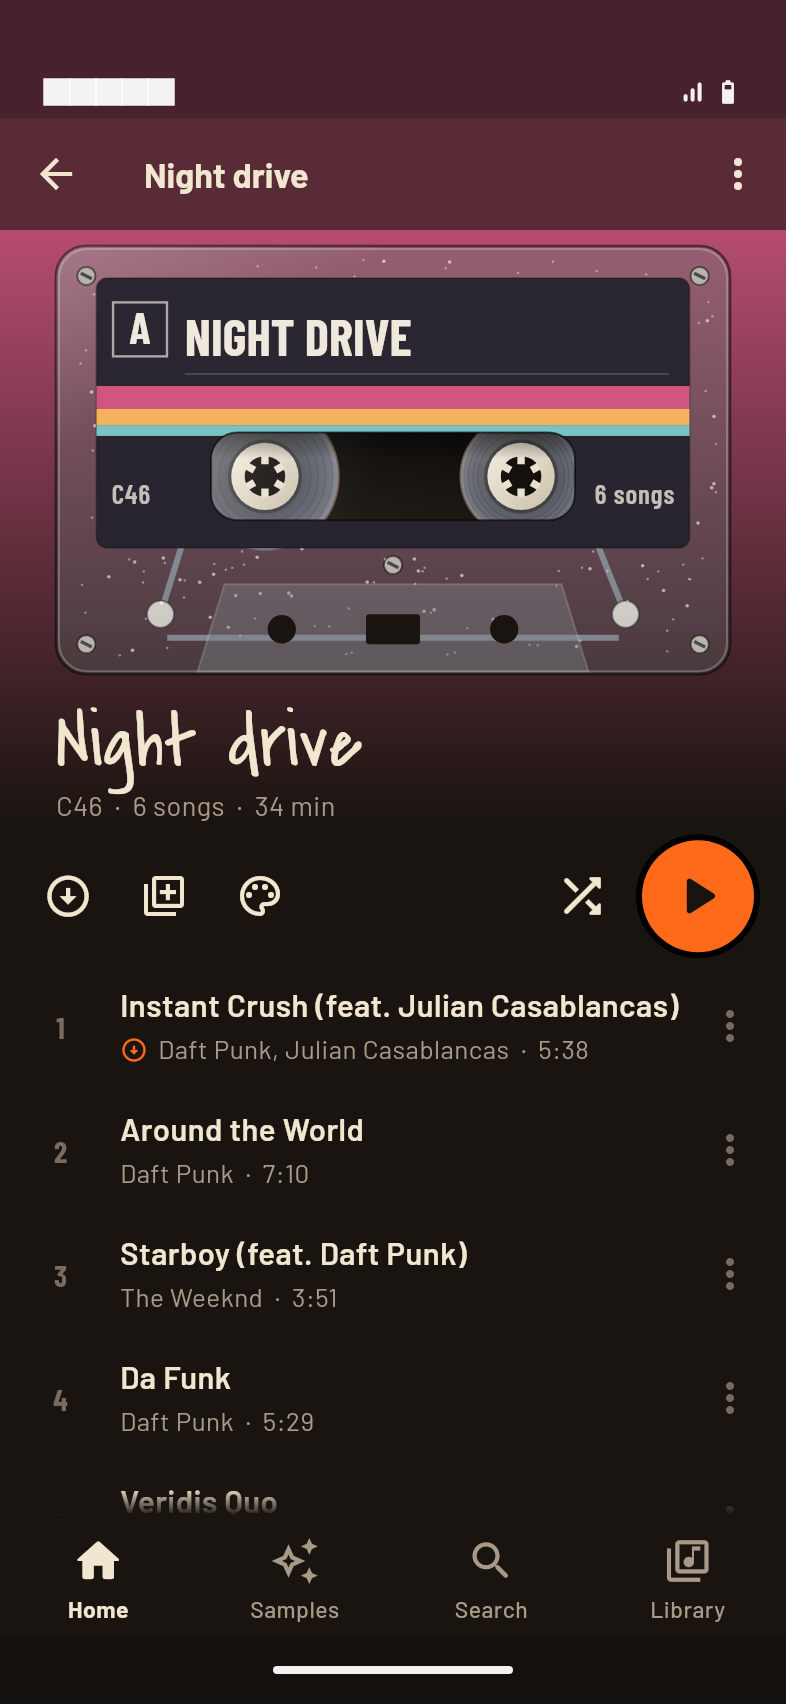 Night drive
A NIGHT DRIVE
C46 6 songs
Night drive
C46 · 6 songs · 34 min
1 Instant Crush (feat. Julian Casablancas)
Daft Punk, Julian Casablancas · 5:38
2 Around the World
Daft Punk · 7:10
3 Starboy (feat. Daft Punk)
The Weeknd · 3:51
4 Da Funk
Daft Punk · 5:29
Veridis Quo
Home Samples Search Library